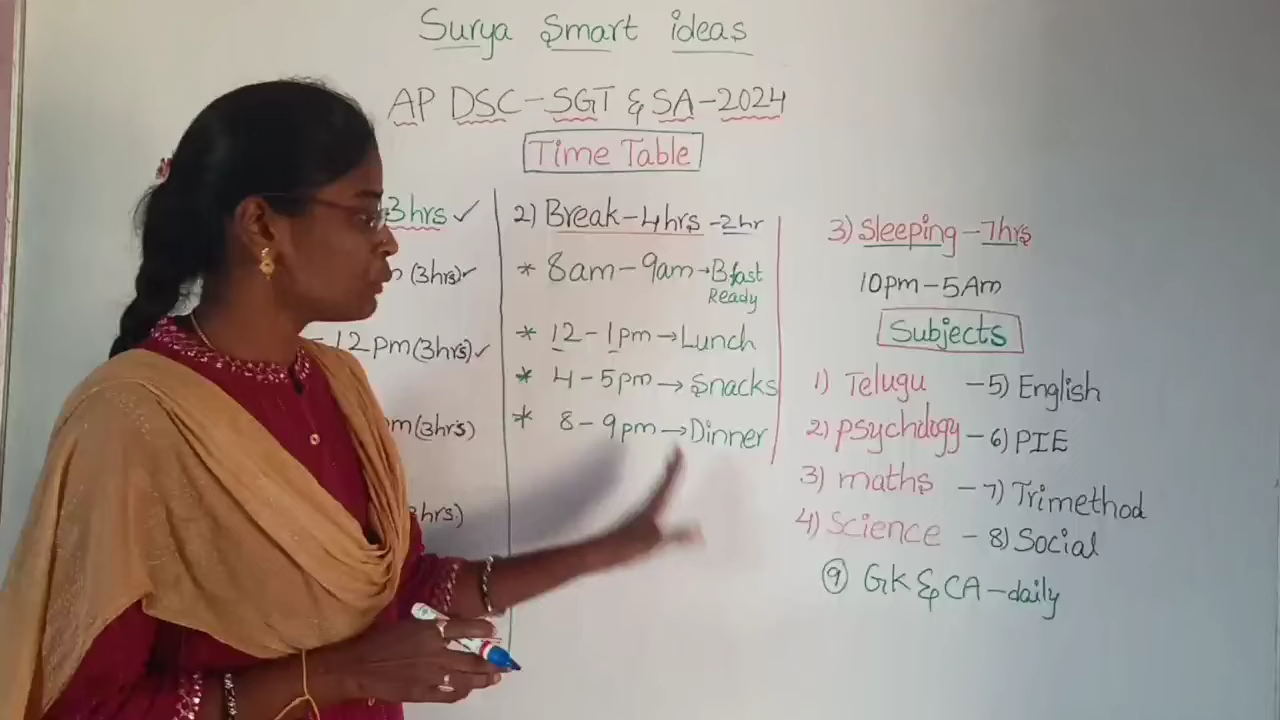 Surya Smart ideas
AP DSC-SGT & SA-2024
Time Table
3hrs ✓
(3hrs) ✓
12pm (3hrs) ✓
m (3hrs)
hrs)
2) Break-4hrs -2hr
* 8am-9am→B.fast
Ready
* 12-1pm→Lunch
* 4-5pm→Snacks
* 8-9pm→Dinner
3) Sleeping-7hrs
10pm-5Am
Subjects
1) Telugu -5) English
2) psychology-6) PIE
3) maths -7) Trimethod
4) Science -8) Social
9 GK & CA-daily